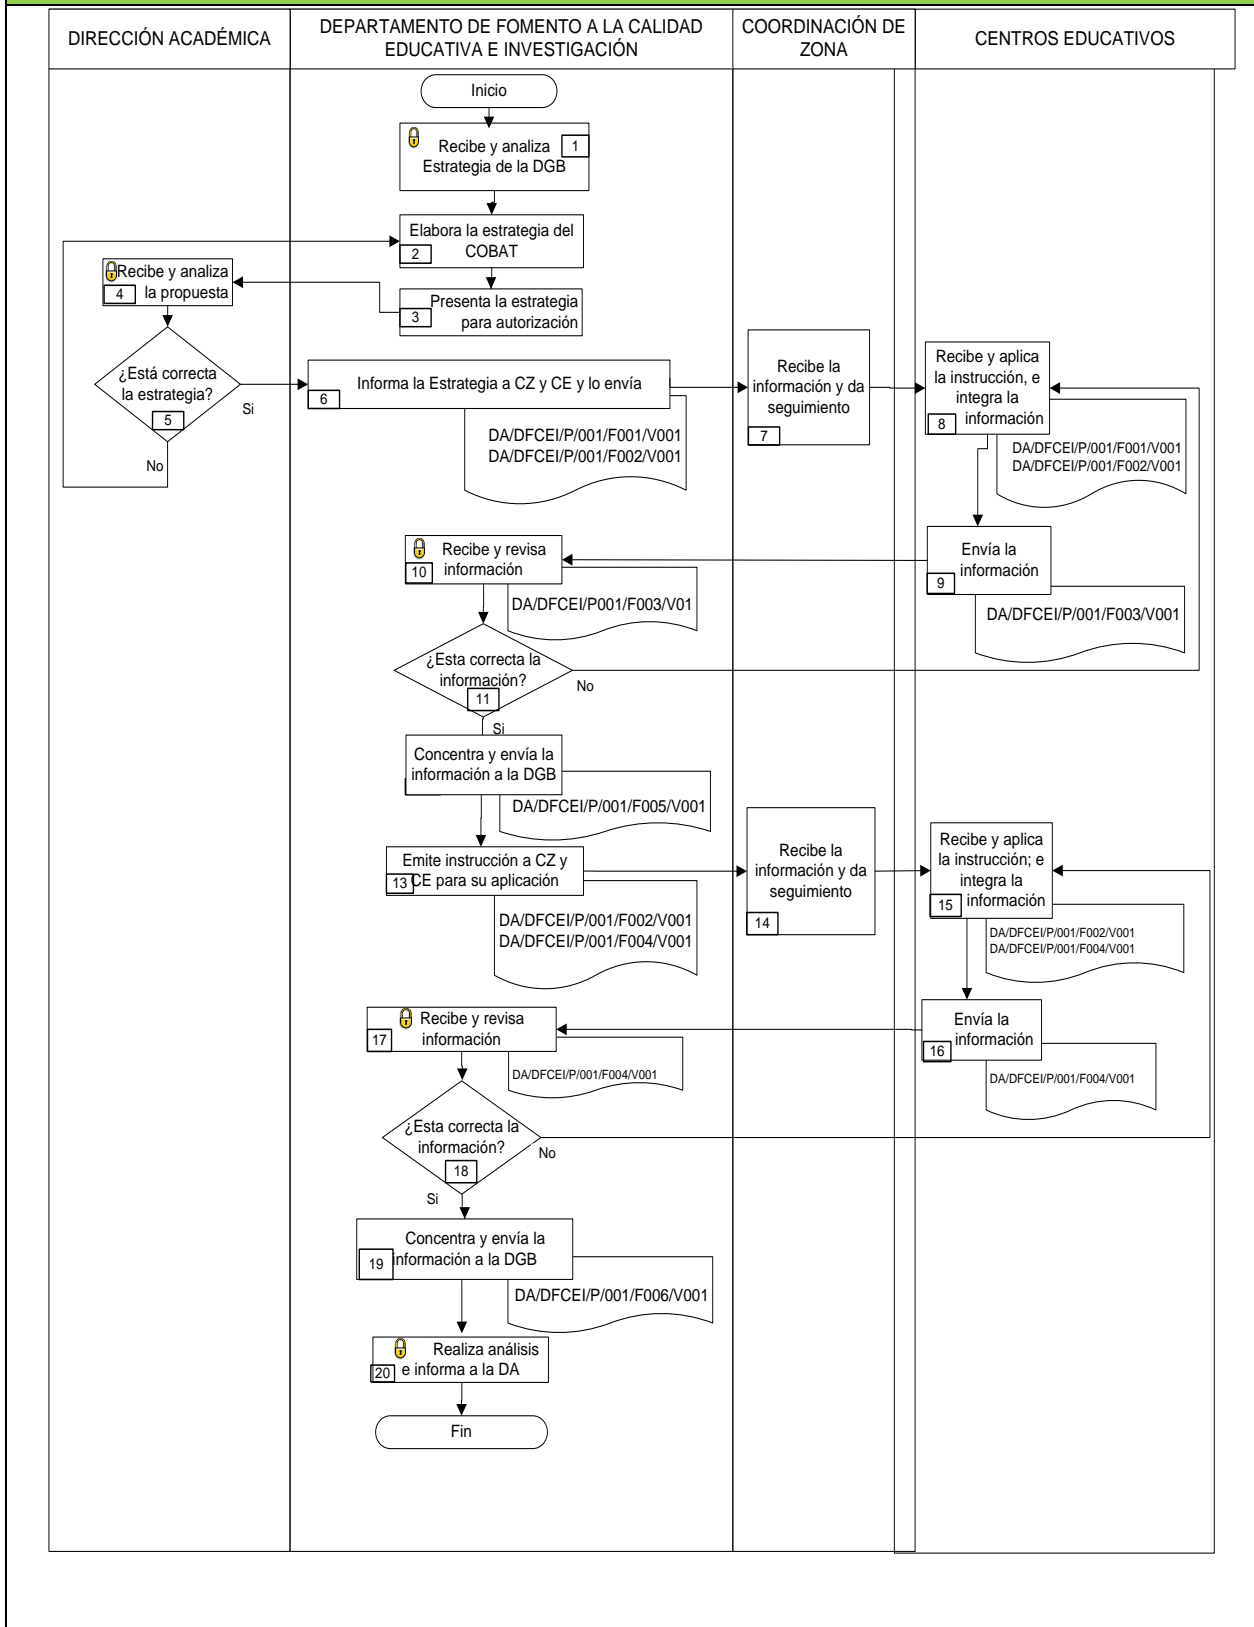 DIRECCIÓN ACADÉMICA
DEPARTAMENTO DE FOMENTO A LA CALIDAD
EDUCATIVA E INVESTIGACIÓN
COORDINACIÓN DE
ZONA
CENTROS EDUCATIVOS
Inicio
Recibe y analiza
Estrategia de la DGB
1
Elabora la estrategia del
COBAT
2
Presenta la estrategia
para autorización
3
Recibe y analiza
la propuesta
4
¿Está correcta
la estrategia?
5
Si
No
Informa la Estrategia a CZ y CE y lo envía
6
DA/DFCEI/P/001/F001/V001
DA/DFCEI/P/001/F002/V001
Recibe la
información y da
seguimiento
7
Recibe y aplica
la instrucción, e
integra la
información
8
DA/DFCEI/P/001/F001/V001
DA/DFCEI/P/001/F002/V001
Envía la
información
9
DA/DFCEI/P/001/F003/V001
Recibe y revisa
información
10
DA/DFCEI/P001/F003/V01
¿Esta correcta la
información?
11
No
Si
Concentra y envía la
información a la DGB
DA/DFCEI/P/001/F005/V001
Emite instrucción a CZ y
CE para su aplicación
13
DA/DFCEI/P/001/F002/V001
DA/DFCEI/P/001/F004/V001
Recibe la
información y da
seguimiento
14
Recibe y aplica
la instrucción; e
integra la
información
15
DA/DFCEI/P/001/F002/V001
DA/DFCEI/P/001/F004/V001
Envía la
información
16
DA/DFCEI/P/001/F004/V001
Recibe y revisa
información
17
DA/DFCEI/P/001/F004/V001
¿Esta correcta la
información?
18
No
Si
Concentra y envía la
información a la DGB
19
DA/DFCEI/P/001/F006/V001
Realiza análisis
e informa a la DA
20
Fin